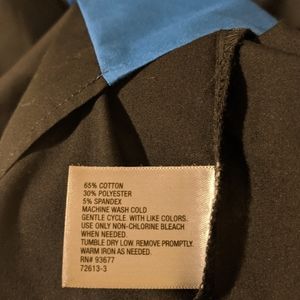 65% COTTON
30% POLYESTER
5% SPANDEX
MACHINE WASH COLD
GENTLE CYCLE. WITH LIKE COLORS.
USE ONLY NON-CHLORINE BLEACH
WHEN NEEDED.
TUMBLE DRY LOW. REMOVE PROMPTLY.
WARM IRON AS NEEDED.
RN# 93677
72613-3